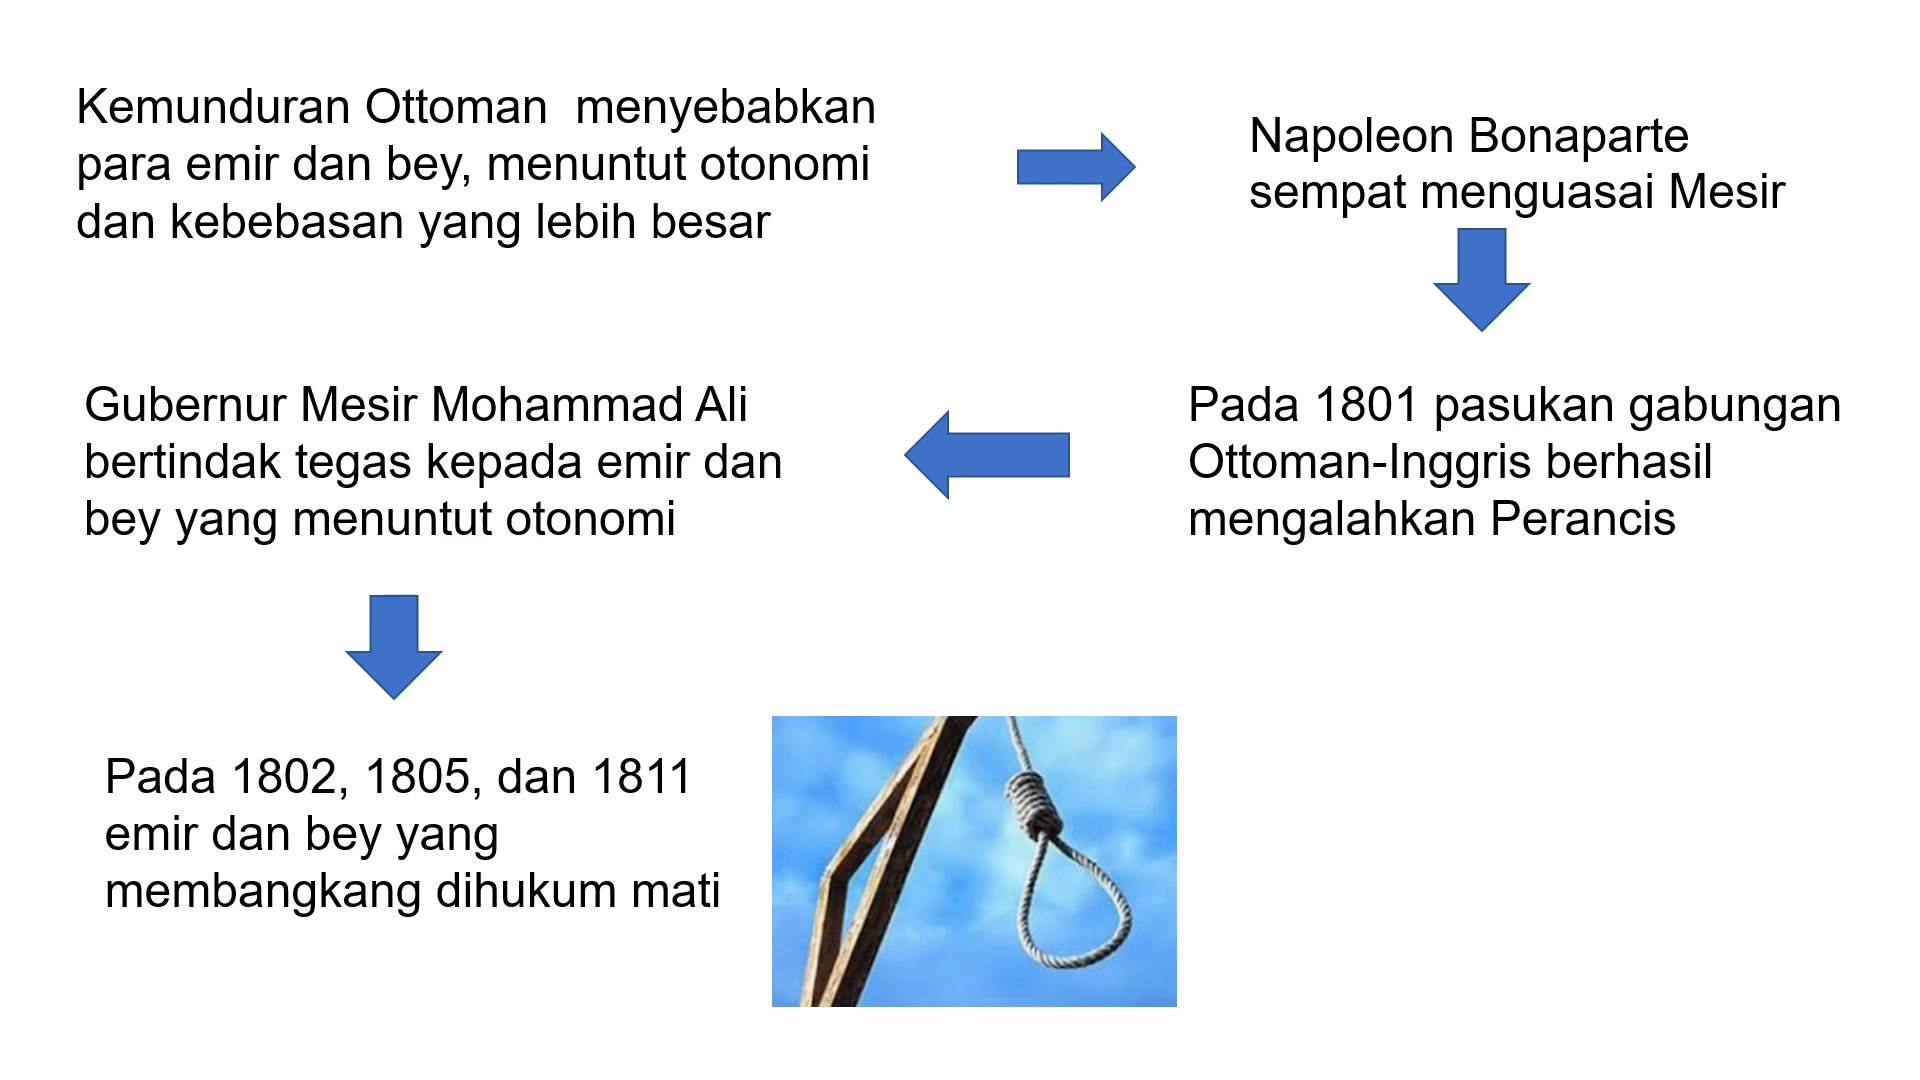 Kemunduran Ottoman  menyebabkan
para emir dan bey, menuntut otonomi
dan kebebasan yang lebih besar
Napoleon Bonaparte
sempat menguasai Mesir
Pada 1801 pasukan gabungan
Ottoman-Inggris berhasil
mengalahkan Perancis
Gubernur Mesir Mohammad Ali
bertindak tegas kepada emir dan
bey yang menuntut otonomi
Pada 1802, 1805, dan 1811
emir dan bey yang
membangkang dihukum mati